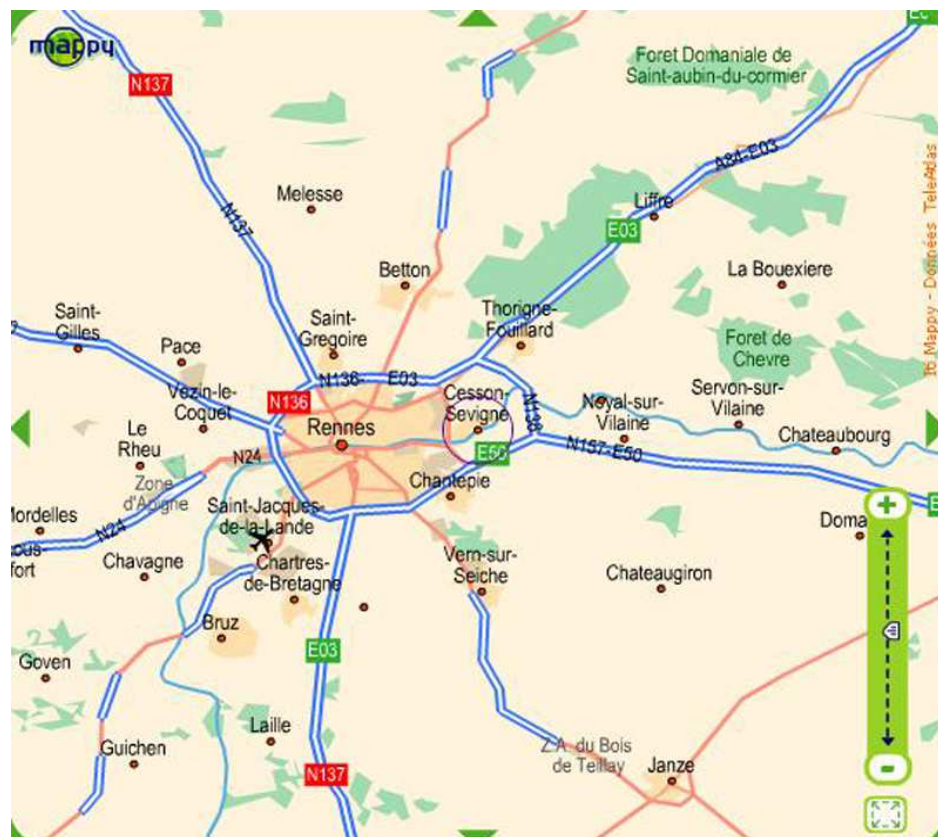 mappy
Foret Domaniale de
Saint-aubin-du-cormier
N137
A84-E03
Melesse
N137
Liffre
E03
Betton
La Bouexiere
Saint-
Gilles
Saint-
Gregoire
Thorigne-
Fouillard
Pace
Foret de
Chevre
16 Mappy - Données TeleAtlas
N136
E03
Vezin-le-
Coquet
N136
Cesson-
Sevigne
N136
Noyal-sur-
Vilaine
Servon-sur-
Vilaine
Le
Rheu
Rennes
Chateaubourg
N24
E50
N157-E50
Zone
d'Apigne
Chantepie
Saint-Jacques-
de-la-Lande
Mordelles
N24
Doma
Chavagne
Chartres-
de-Bretagne
Vern-sur-
Seiche
Chateaugiron
Bruz
E03
Goven
Laille
Guichen
Z.A. du Bois
de Teillay
N137
Janze